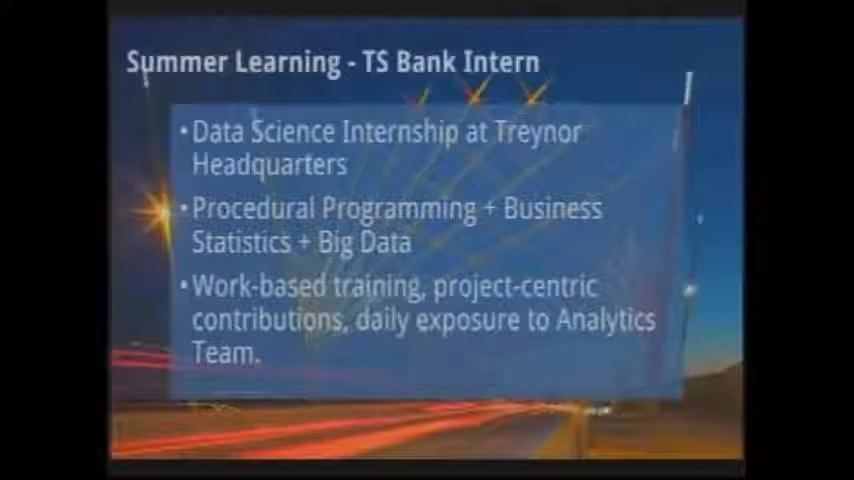 Summer Learning - TS Bank Intern
•Data Science Internship at Treynor
Headquarters
•Procedural Programming + Business
Statistics + Big Data
•Work-based training, project-centric
contributions, daily exposure to Analytics
Team.